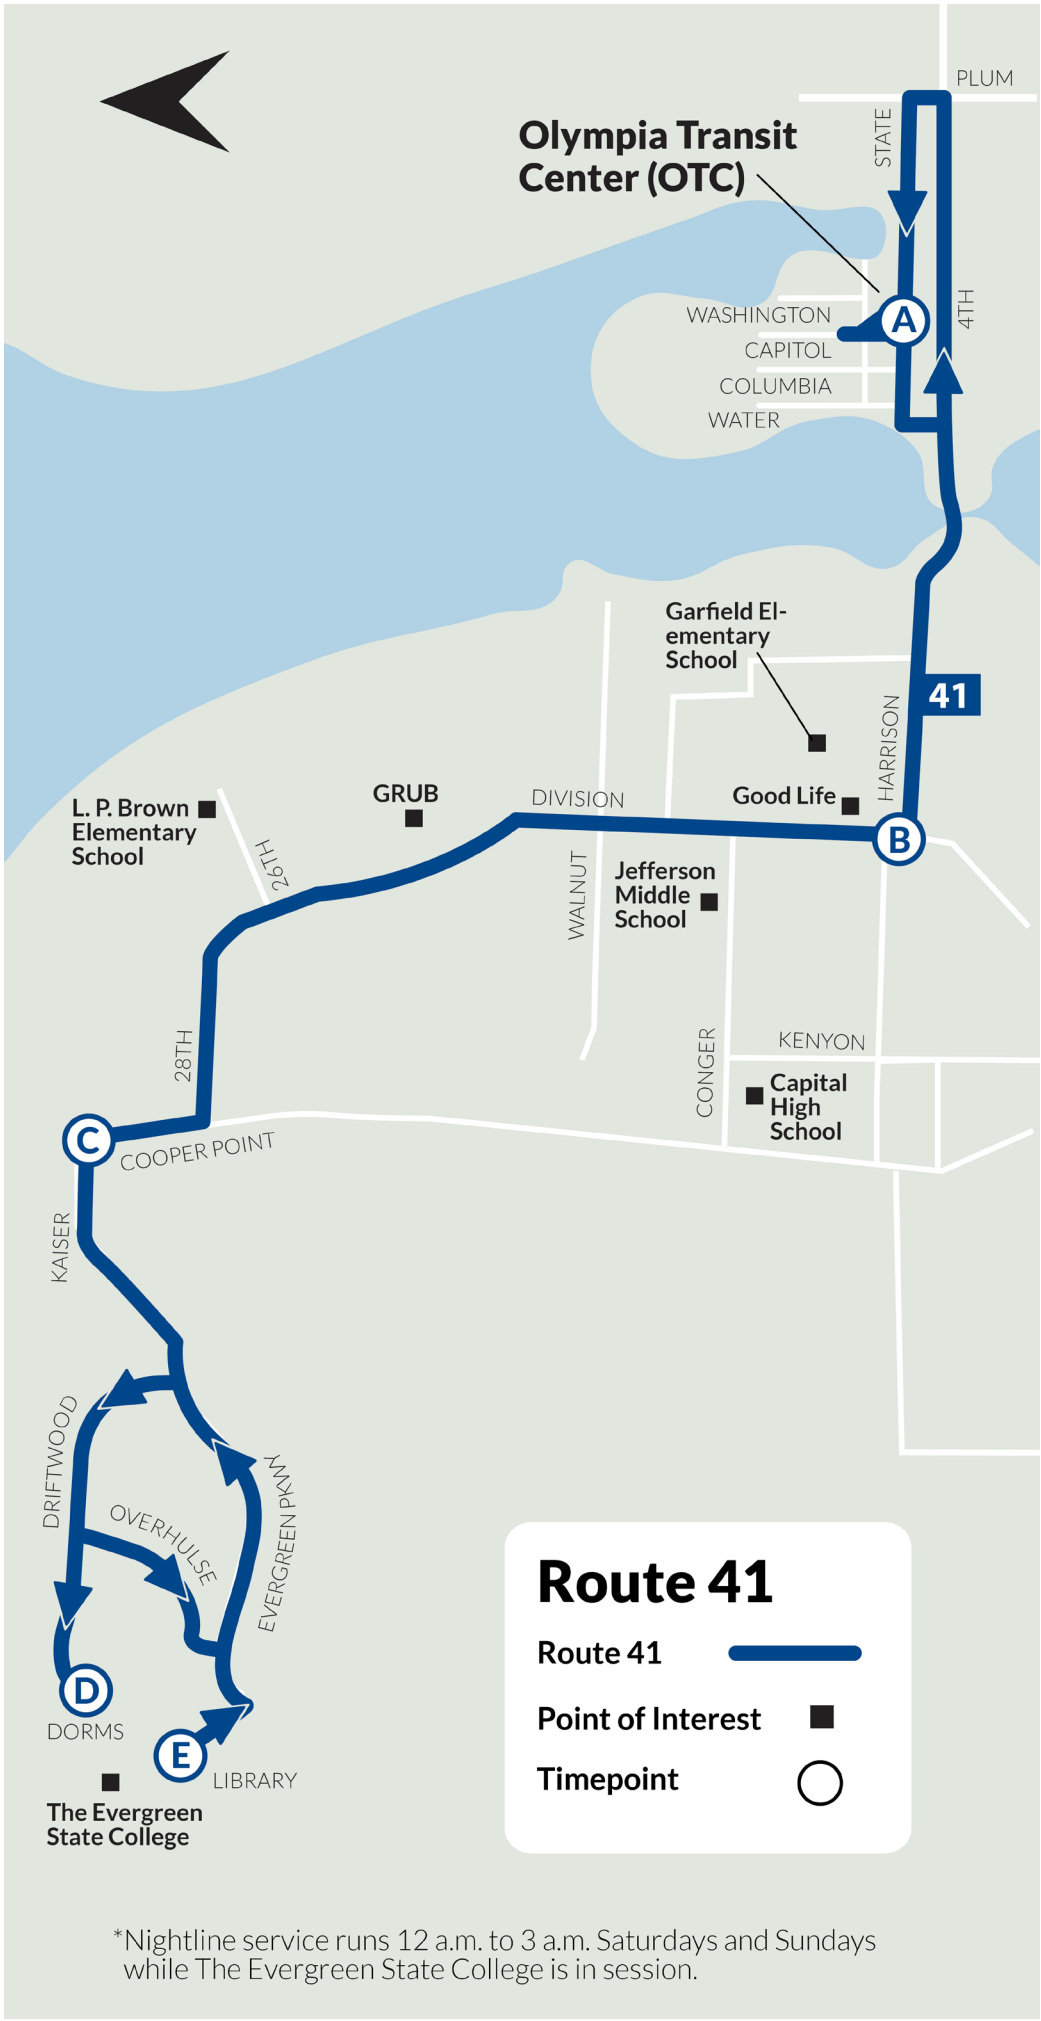 PLUM
STATE
Olympia Transit
Center (OTC)
4TH
A
WASHINGTON
CAPITOL
COLUMBIA
WATER
Garfield El-
ementary
School
41
HARRISON
L. P. Brown
Elementary
School
GRUB
DIVISION
Good Life
B
26TH
WALNUT
Jefferson
Middle
School
28TH
CONGER
KENYON
Capital
High
School
C
COOPER POINT
KAISER
DRIFTWOOD
OVERHULSE
EVERGREEN PKWY
D
DORMS
E
LIBRARY
The Evergreen
State College
Route 41
Route 41
Point of Interest
Timepoint
*Nightline service runs 12 a.m. to 3 a.m. Saturdays and Sundays
while The Evergreen State College is in session.